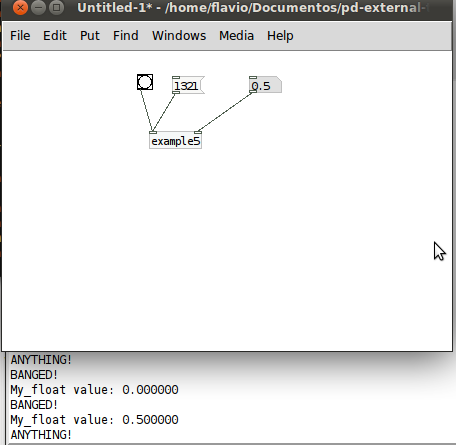 Untitled-1* - /home/flavio/Documentos/pd-external-
File Edit Put Find Windows Media Help
1321 0.5
example5
ANYTHING!
BANGED!
My_float value: 0.000000
BANGED!
My_float value: 0.500000
ANYTHING!